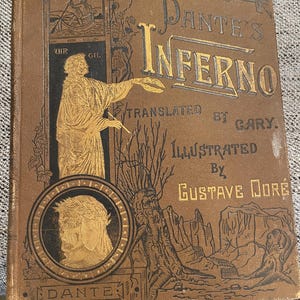 DANTE'S
INFERNO
VIR GIL
TRANSLATED BY CARY.
ILLUSTRATED
BY
GUSTAVE DORÉ
DANTE